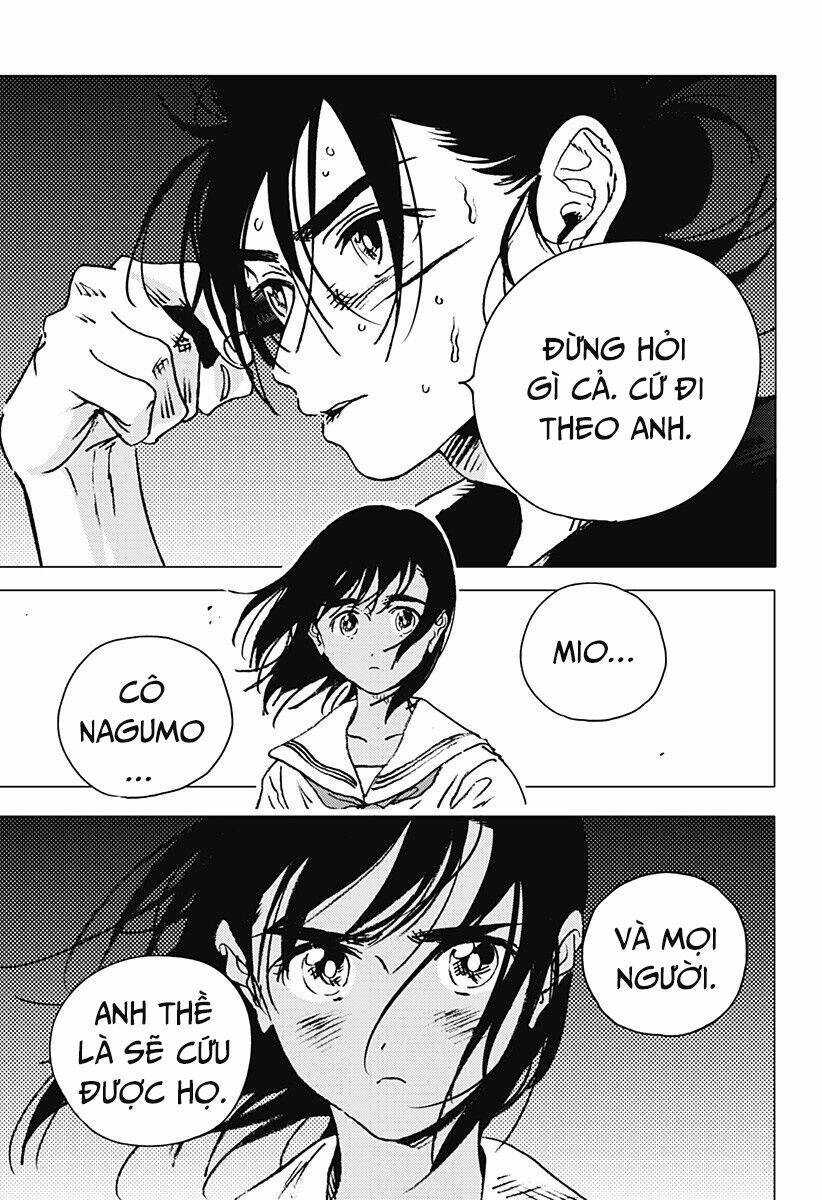 ĐỪNG HỎI
GÌ CẢ. CỨ ĐI
THEO ANH.
MIO...
CÔ
NAGUMO
...
VÀ MỌI
NGƯỜI.
ANH THỀ
LÀ SẼ CỨU
ĐƯỢC HỌ.